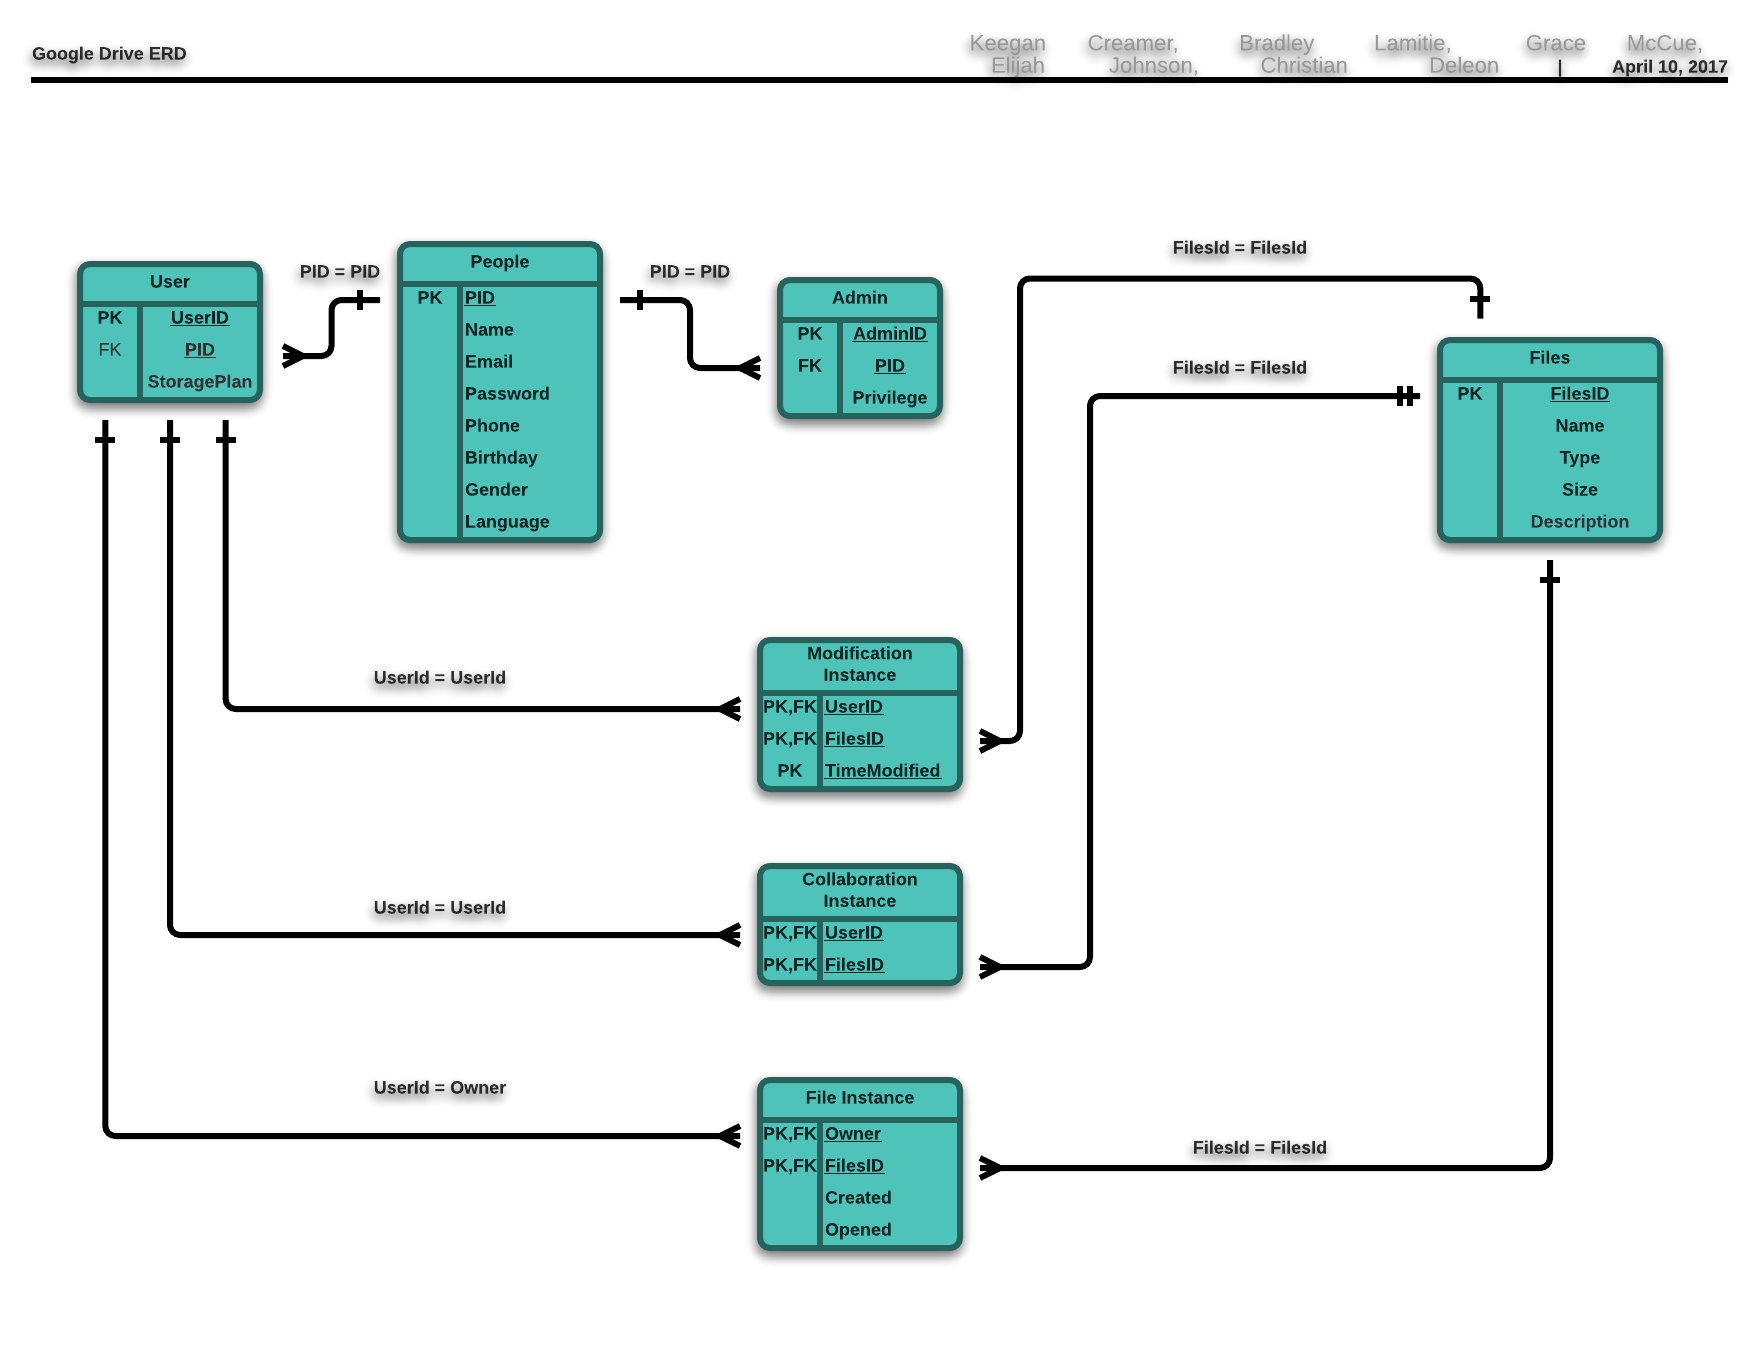 Google Drive ERD
Keegan Creamer, Bradley Lamitie, Grace McCue,
Elijah Johnson, Christian Deleon | April 10, 2017
User
PK UserID
FK PID
StoragePlan
PID = PID
People
PK PID
Name
Email
Password
Phone
Birthday
Gender
Language
PID = PID
Admin
PK AdminID
FK PID
Privilege
FilesId = FilesId
FilesId = FilesId
Files
PK FilesID
Name
Type
Size
Description
UserId = UserId
Modification
Instance
PK,FK UserID
PK,FK FilesID
PK TimeModified
UserId = UserId
Collaboration
Instance
PK,FK UserID
PK,FK FilesID
UserId = Owner
File Instance
PK,FK Owner
PK,FK FilesID
Created
Opened
FilesId = FilesId